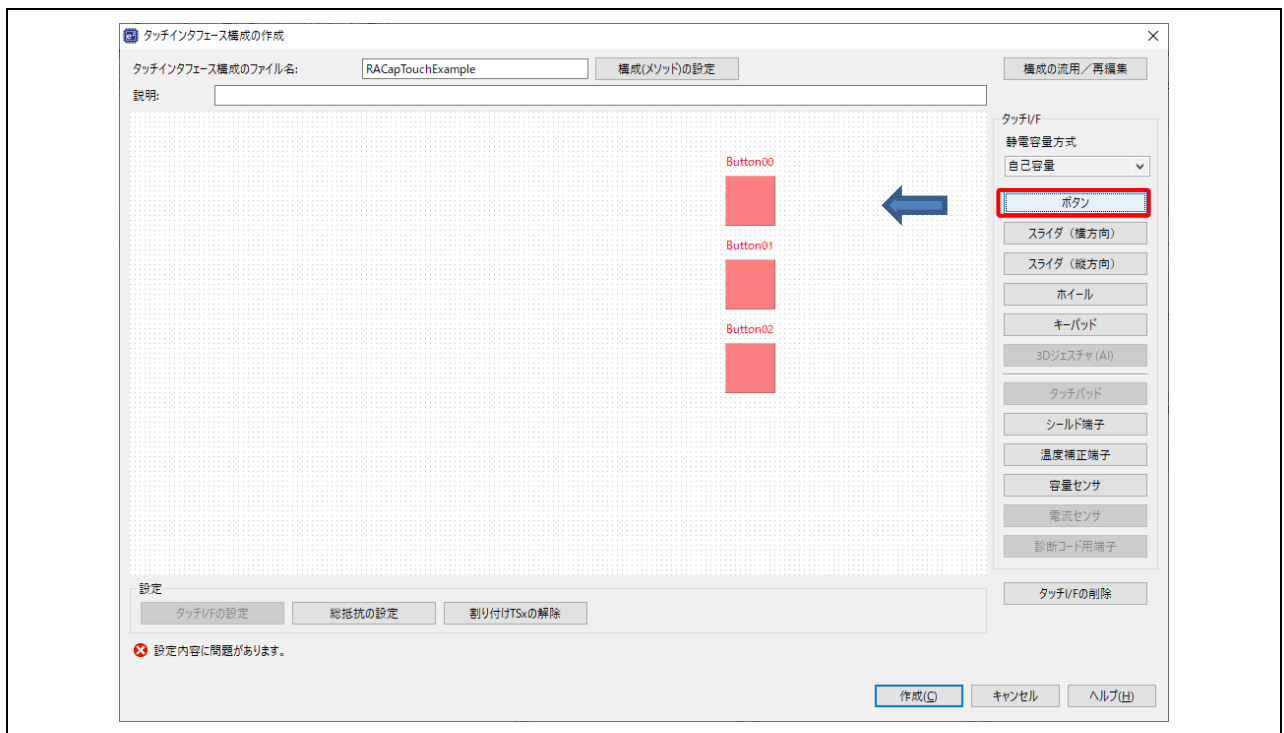 タッチインタフェース構成の作成
タッチインタフェース構成のファイル名: RACapTouchExample 構成(メソッド)の設定 構成の流用／再編集
説明:
タッチI/F
静電容量方式
自己容量
ボタン
スライダ（横方向）
スライダ（縦方向）
ホイール
キーパッド
3Dジェスチャ(AI)
タッチパッド
シールド端子
温度補正端子
容量センサ
電流センサ
診断コード用端子
タッチI/Fの削除
Button00
Button01
Button02
設定
タッチI/Fの設定 総抵抗の設定 割り付けTSxの解除
設定内容に問題があります。
作成(C) キャンセル ヘルプ(H)